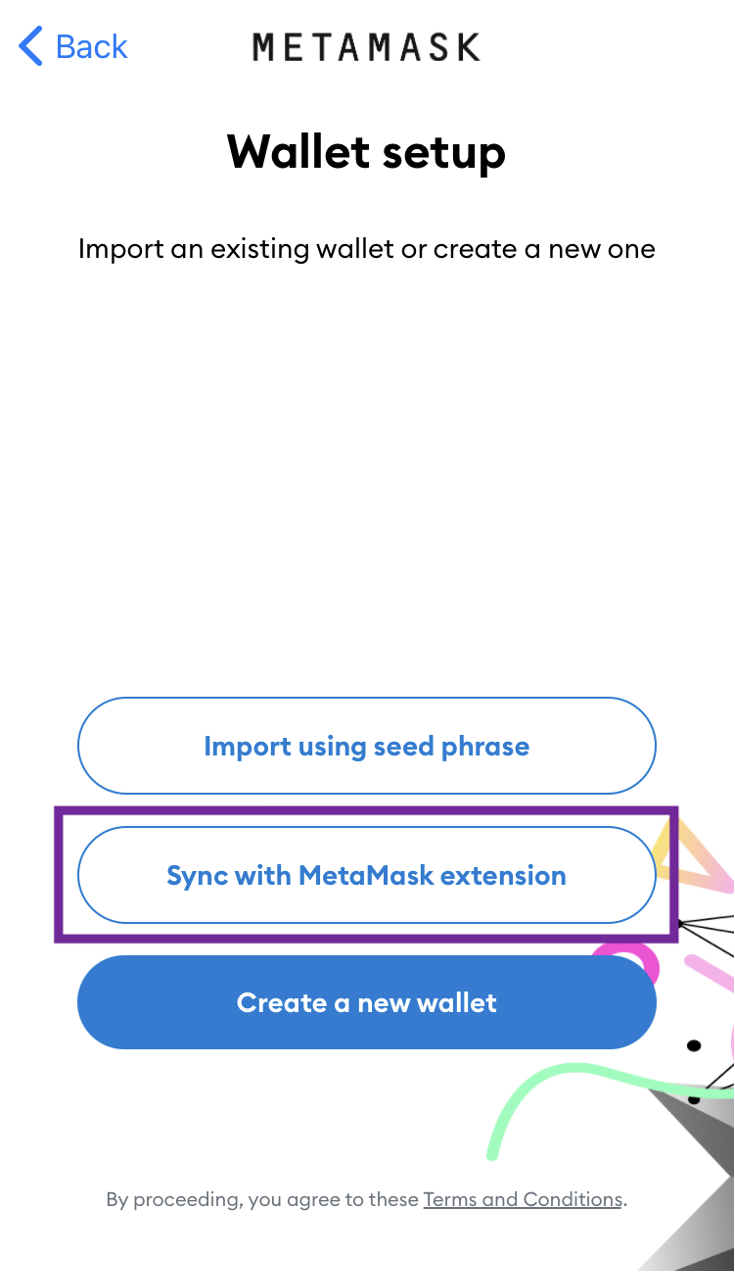 Back
METAMASK
Wallet setup
Import an existing wallet or create a new one
Import using seed phrase
Sync with MetaMask extension
Create a new wallet
By proceeding, you agree to these Terms and Conditions.